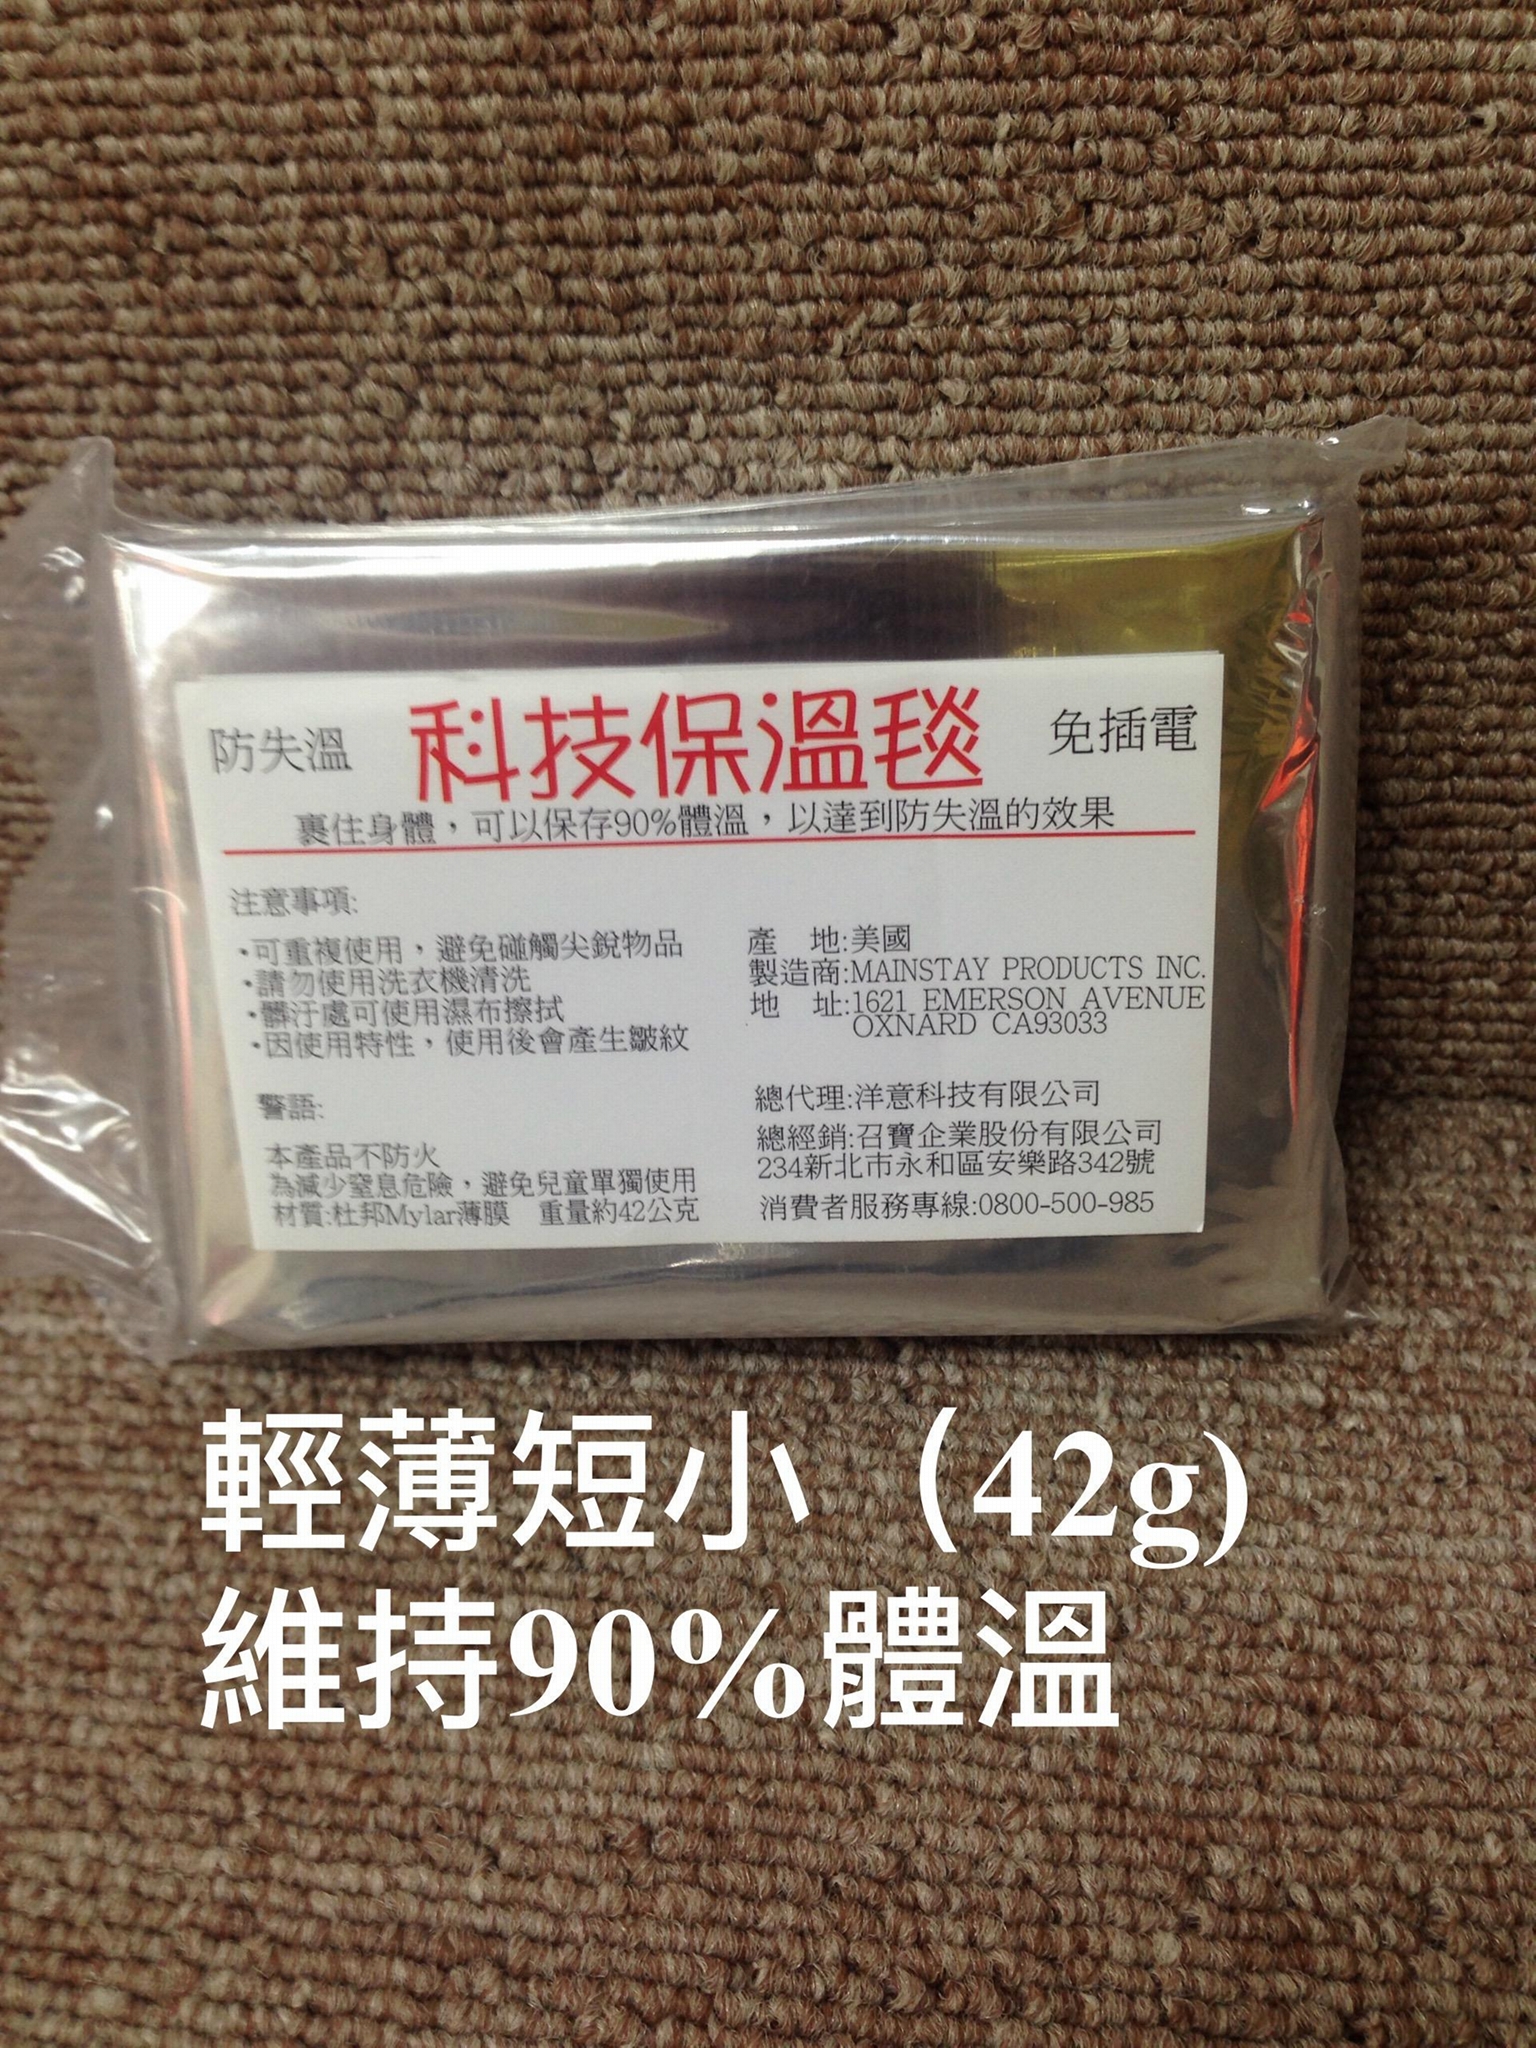 防失溫 科技保溫毯 免插電
裹住身體，可以保存90%體溫，以達到防失溫的效果
注意事項:
•可重複使用，避免碰觸尖銳物品
•請勿使用洗衣機清洗
•髒汙處可使用濕布擦拭
•因使用特性，使用後會產生皺紋
警語:
本產品不防火
為減少窒息危險，避免兒童單獨使用
材質:杜邦Mylar薄膜 重量約42公克
產 地:美國
製造商:MAINSTAY PRODUCTS INC.
地 址:1621 EMERSON AVENUE
OXNARD CA93033
總代理:洋意科技有限公司
總經銷:召寶企業股份有限公司
234新北市永和區安樂路342號
消費者服務專線:0800-500-985
輕薄短小（42g)
維持90%體溫